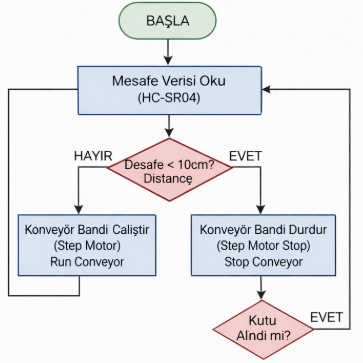 BAŞLA
Mesafe Verisi Oku
(HC-SR04)
HAYIR
EVET
Desafe < 10cm?
Distancę
Konveyör Bandi Caliştir
(Step Motor)
Run Conveyor
Konveyör Bandi Durdur
(Step Motor Stop)
Stop Conveyor
Kutu
Alndi mi?
EVET